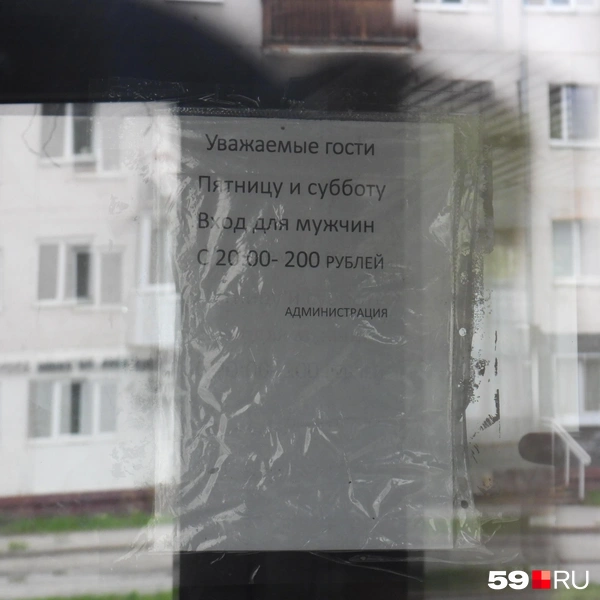 Уважаемые гости
Пятницу и субботу
Вход для мужчин
С 20:00- 200 РУБЛЕЙ
АДМИНИСТРАЦИЯ
59.RU